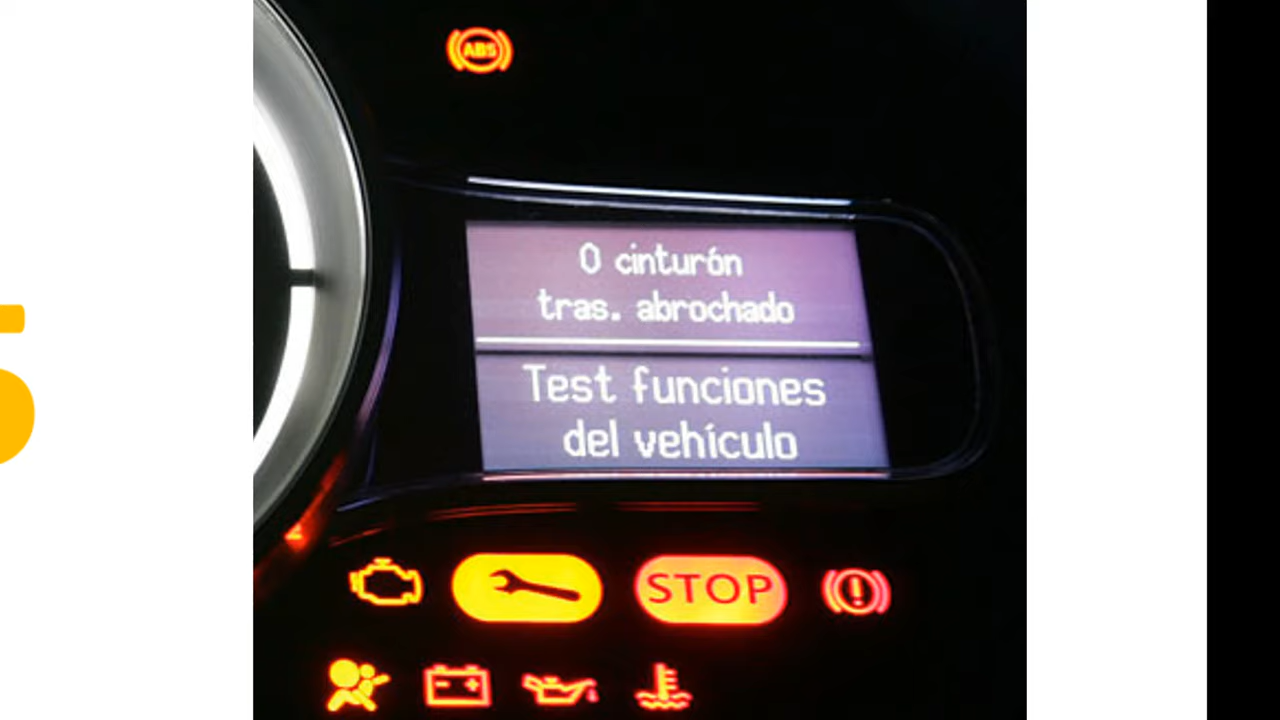 ABS
0 cinturón
tras. abrochado
Test funciones
del vehículo
STOP